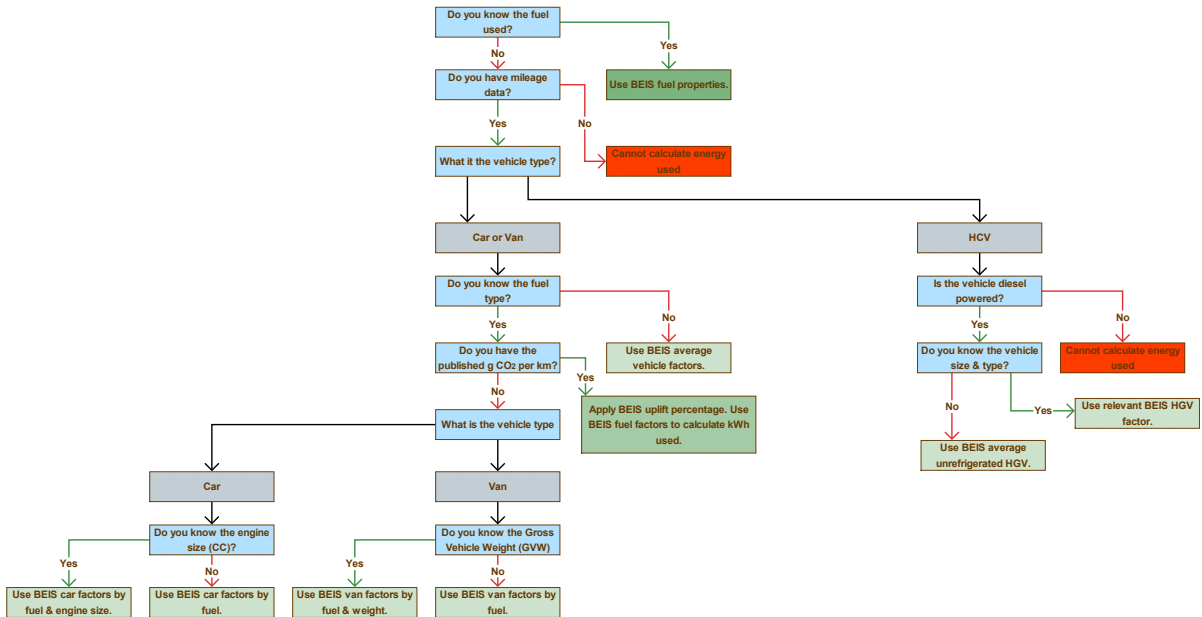 Do you know the fuel
used?
Yes
No
Do you have mileage
data?
Use BEIS fuel properties.
Yes
No
What it the vehicle type?
Cannot calculate energy
used
Car or Van
HCV
Do you know the fuel
type?
Is the vehicle diesel
powered?
No
No
Yes
Yes
Do you have the
published g CO2 per km?
Use BEIS average
vehicle factors.
Do you know the vehicle
size & type?
Cannot calculate energy
used
Yes
No
Apply BEIS uplift percentage. Use
BEIS fuel factors to calculate kWh
used.
No
Yes
Use relevant BEIS HGV
factor.
What is the vehicle type
Use BEIS average
unrefrigerated HGV.
Car
Van
Do you know the engine
size (CC)?
Do you know the Gross
Vehicle Weight (GVW)
Yes
No
Yes
No
Use BEIS car factors by
fuel & engine size.
Use BEIS car factors by
fuel.
Use BEIS van factors by
fuel & weight.
Use BEIS van factors by
fuel.